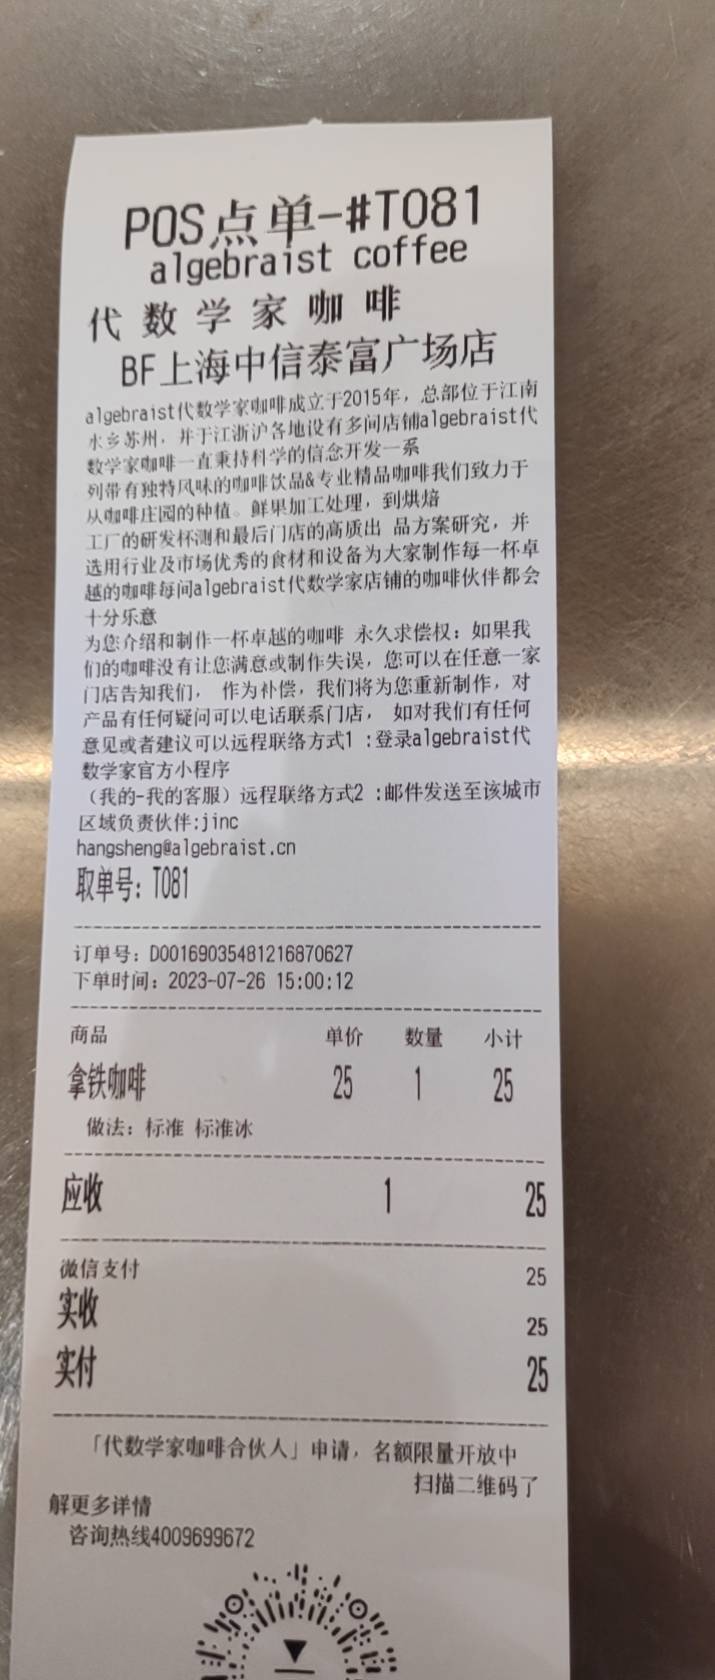 POS点单-#T081
algebraist coffee
代数学家咖啡
BF上海中信泰富广场店
algebraist代数学家咖啡成立于2015年，总部位于江南
水乡苏州，并于江浙沪各地设有多间店铺algebraist代
数学家咖啡一直秉持科学的信念开发一系
列带有独特风味的咖啡饮品&专业精品咖啡我们致力于
从咖啡庄园的种植。鲜果加工处理，到烘焙
工厂的研发杯测和最后门店的高质出 品方案研究，并
选用行业及市场优秀的食材和设备为大家制作每一杯卓
越的咖啡每间algebraist代数学家店铺的咖啡伙伴都会
十分乐意
为您介绍和制作一杯卓越的咖啡 永久求偿权：如果我
们的咖啡没有让您满意或制作失误，您可以在任意一家
门店告知我们， 作为补偿，我们将为您重新制作，对
产品有任何疑问可以电话联系门店， 如对我们有任何
意见或者建议可以远程联络方式1 :登录algebraist代
数学家官方小程序
（我的-我的客服）远程联络方式2 :邮件发送至该城市
区域负责伙伴:jinc
hangsheng@algebraist.cn
取单号：T081
订单号：D00169035481216870627
下单时间：2023-07-26 15:00:12
商品 单价 数量 小计
拿铁咖啡 25 1 25
做法：标准 标准冰
应收 1 25
微信支付 25
实收 25
实付 25
「代数学家咖啡合伙人」申请，名额限量开放中
扫描二维码了
解更多详情
咨询热线4009699672